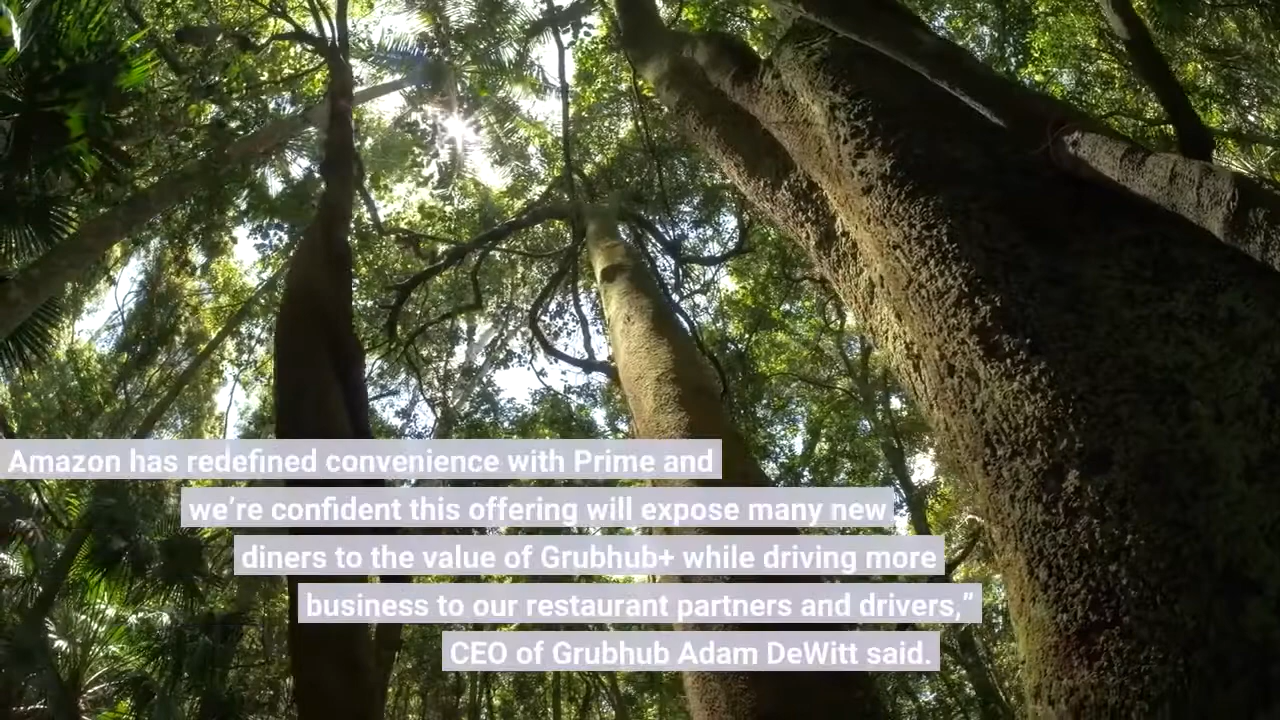 Amazon has redefined convenience with Prime and
we’re confident this offering will expose many new
diners to the value of Grubhub+ while driving more
business to our restaurant partners and drivers,”
CEO of Grubhub Adam DeWitt said.